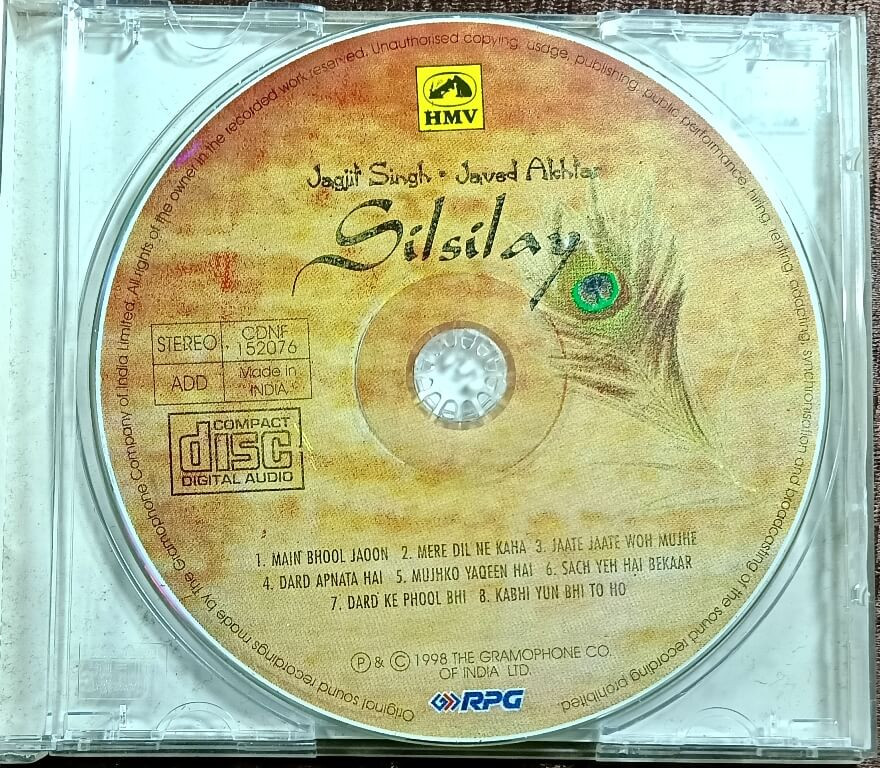 Original sound recordings made by The Gramophone Company of India Limited. All rights of the owner in the recorded work reserved. Unauthorised copying, usage, publishing, public performance, hiring, renting, adapting, synchronisation and broadcasting of the sound recording prohibited.
HMV
Jagjit Singh • Javed Akhtar
Silsilay
STEREO CDNF 152076
ADD Made in INDIA
COMPACT
disc
DIGITAL AUDIO
1. MAIN BHOOL JAOON 2. MERE DIL NE KAHA 3. JAATE JAATE WOH MUJHE
4. DARD APNATA HAI 5. MUJHKO YAQEEN HAI 6. SACH YEH HAI BEKAAR
7. DARD KE PHOOL BHI 8. KABHI YUN BHI TO HO
Ⓟ & © 1998 THE GRAMOPHONE CO.
OF INDIA LTD.
RPG